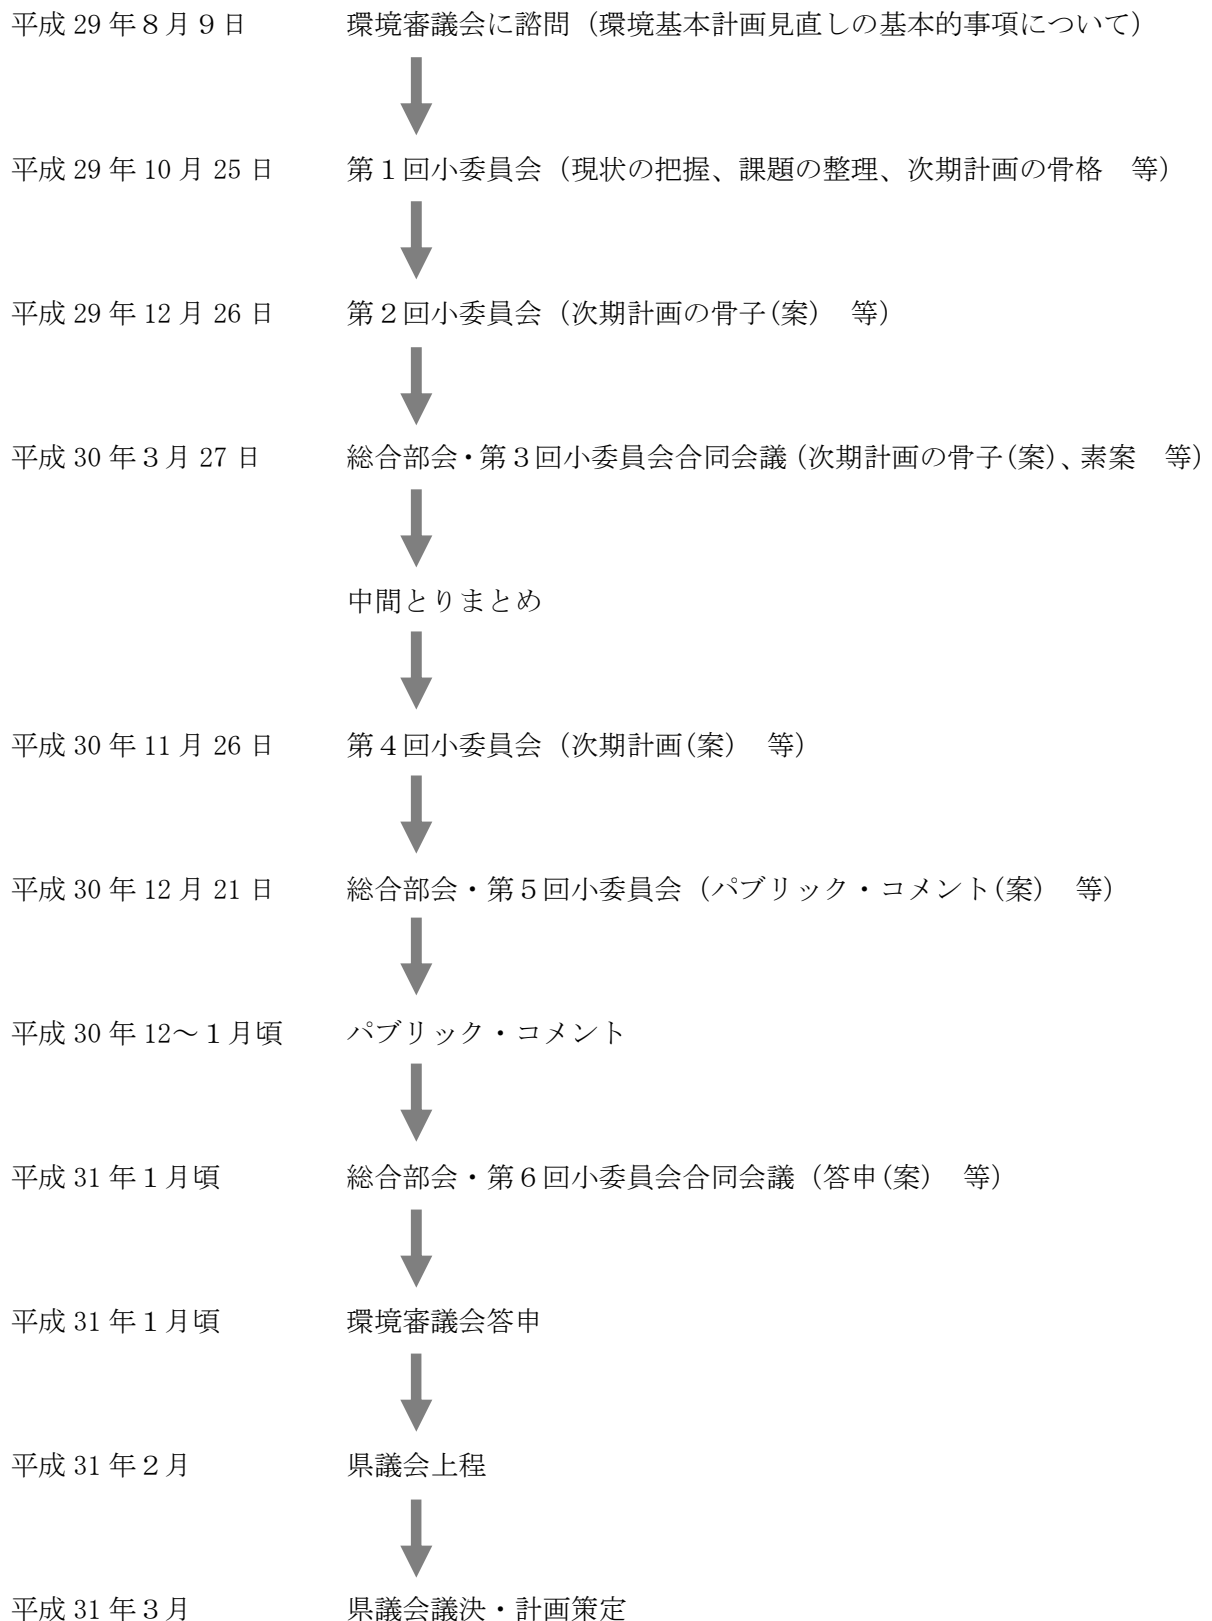 平成 29 年８月９日　環境審議会に諮問（環境基本計画見直しの基本的事項について）
平成 29 年 10 月 25 日　第１回小委員会（現状の把握、課題の整理、次期計画の骨格　等）
平成 29 年 12 月 26 日　第２回小委員会（次期計画の骨子(案)　等）
平成 30 年３月 27 日　総合部会・第３回小委員会合同会議（次期計画の骨子(案)、素案　等）
中間とりまとめ
平成 30 年 11 月 26 日　第４回小委員会（次期計画(案)　等）
平成 30 年 12 月 21 日　総合部会・第５回小委員会（パブリック・コメント(案)　等）
平成 30 年 12～１月頃　パブリック・コメント
平成 31 年１月頃　総合部会・第６回小委員会合同会議（答申(案)　等）
平成 31 年１月頃　環境審議会答申
平成 31 年２月　県議会上程
平成 31 年３月　県議会議決・計画策定